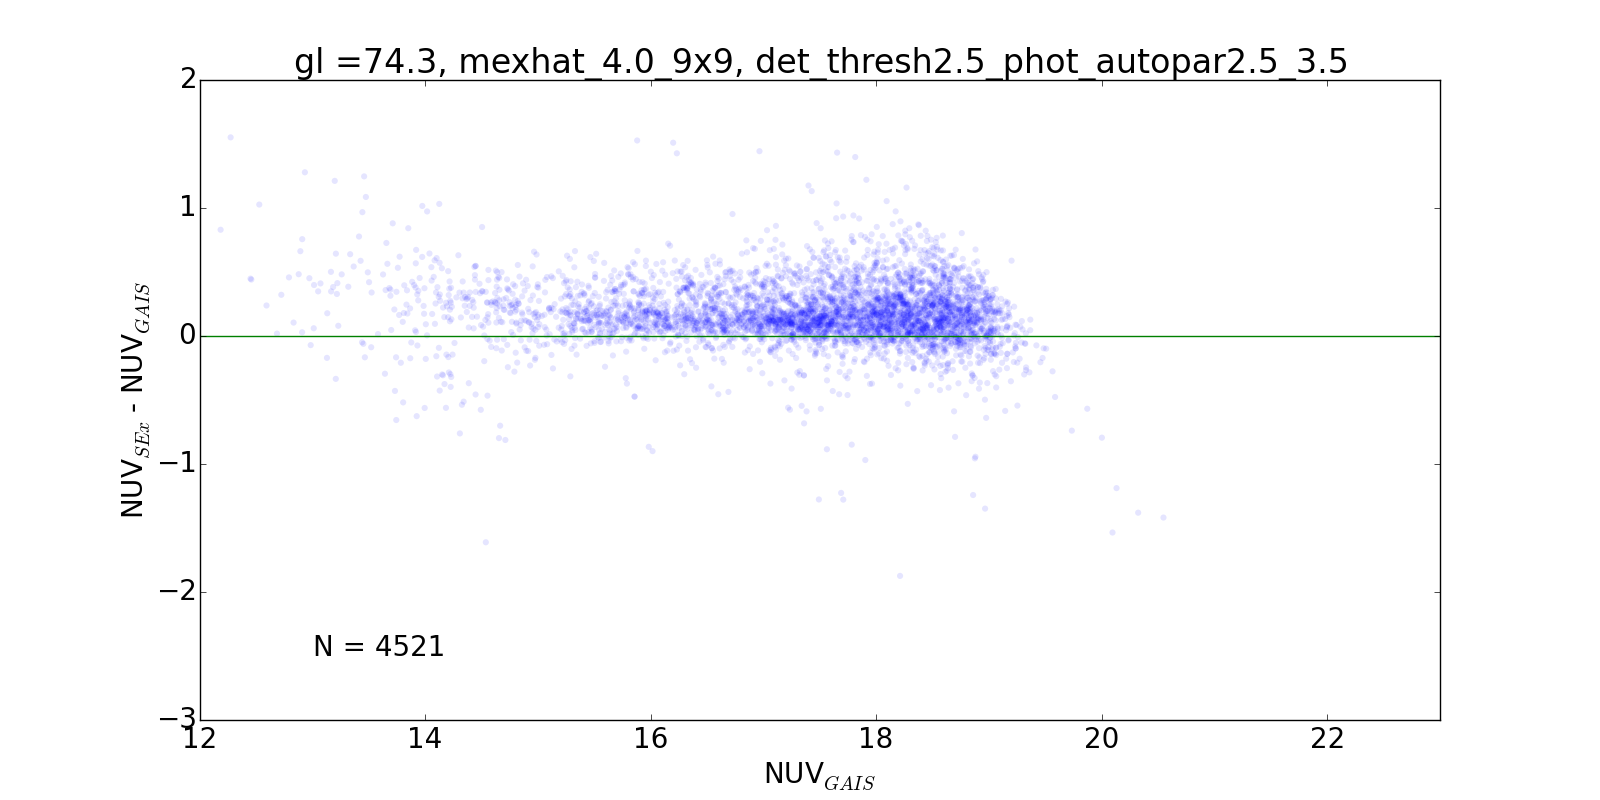 gl =74.3, mexhat_4.0_9x9, det_thresh2.5_phot_autopar2.5_3.5
2
1
0
−1
−2
−3
NUV_SEx - NUV_GAIS
N = 4521
12 14 16 18 20 22
NUV_GAIS